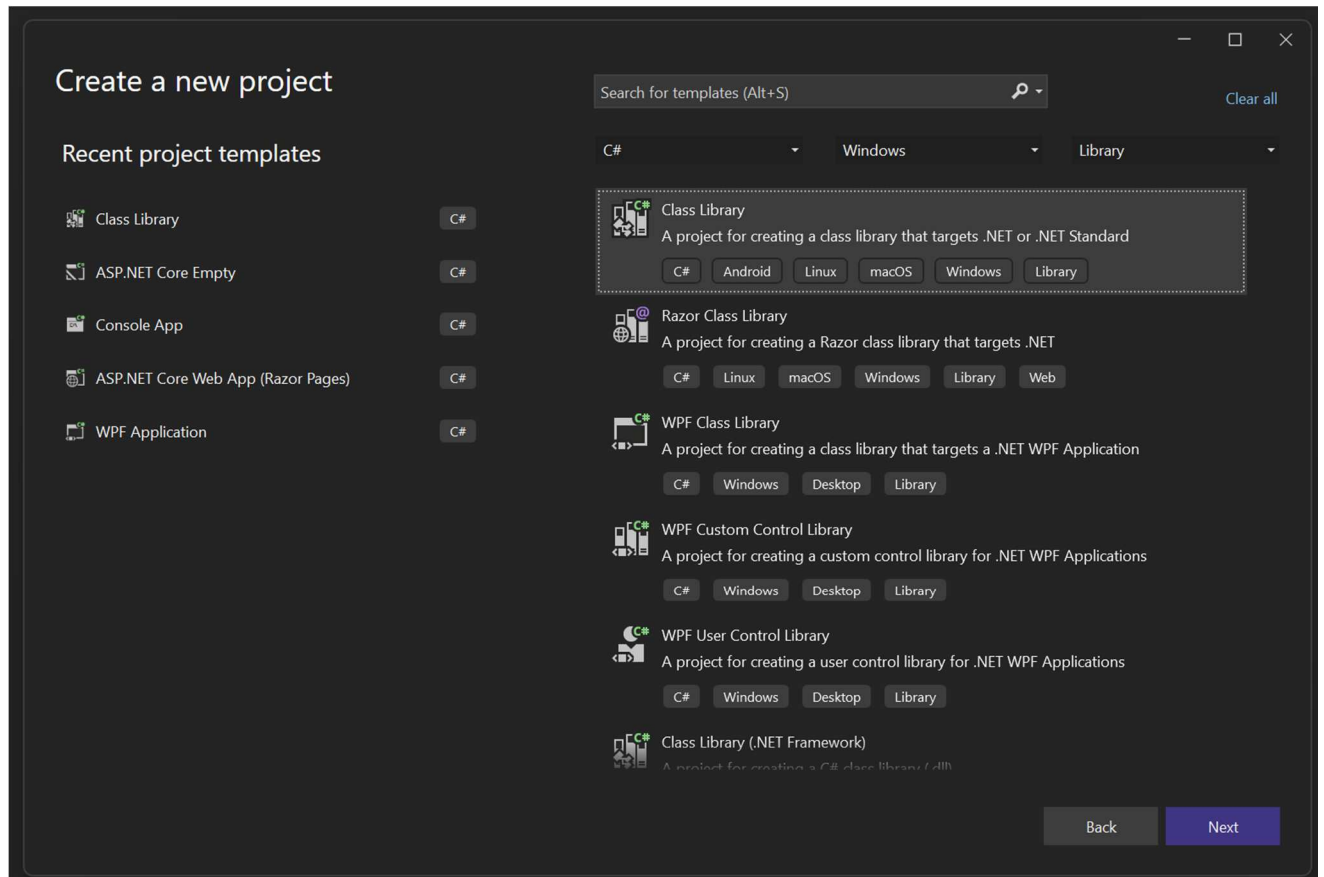 Create a new project
Search for templates (Alt+S)
Clear all
Recent project templates
C#
Windows
Library
Class Library
C#
ASP.NET Core Empty
C#
Console App
C#
ASP.NET Core Web App (Razor Pages)
C#
WPF Application
C#
Class Library
A project for creating a class library that targets .NET or .NET Standard
C# Android Linux macOS Windows Library
Razor Class Library
A project for creating a Razor class library that targets .NET
C# Linux macOS Windows Library Web
WPF Class Library
A project for creating a class library that targets a .NET WPF Application
C# Windows Desktop Library
WPF Custom Control Library
A project for creating a custom control library for .NET WPF Applications
C# Windows Desktop Library
WPF User Control Library
A project for creating a user control library for .NET WPF Applications
C# Windows Desktop Library
Class Library (.NET Framework)
A project for creating a C# class library (.dll)
Back
Next